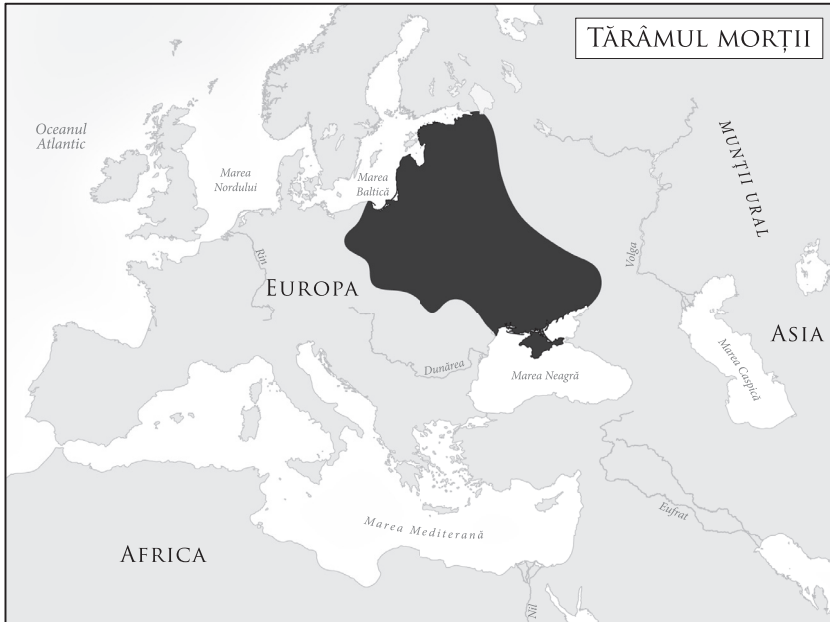 TĂRÂMUL MORȚII
Oceanul
Atlantic
Marea
Nordului
Marea
Baltică
MUNȚII URAL
Rin
Volga
EUROPA
ASIA
Dunărea
Marea Neagră
Marea Caspică
Eufrat
Marea Mediterană
AFRICA
Nil